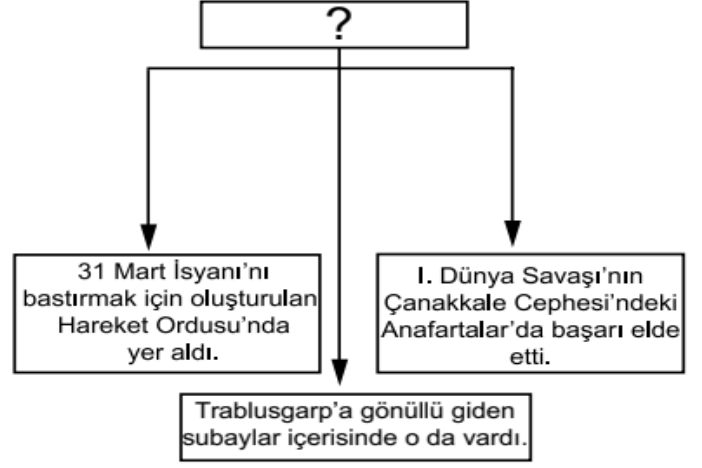 ?
31 Mart İsyanı'nı
bastırmak için oluşturulan
Hareket Ordusu'nda
yer aldı.
I. Dünya Savaşı'nın
Çanakkale Cephesi'ndeki
Anafartalar'da başarı elde
etti.
Trablusgarp'a gönüllü giden
subaylar içerisinde o da vardı.